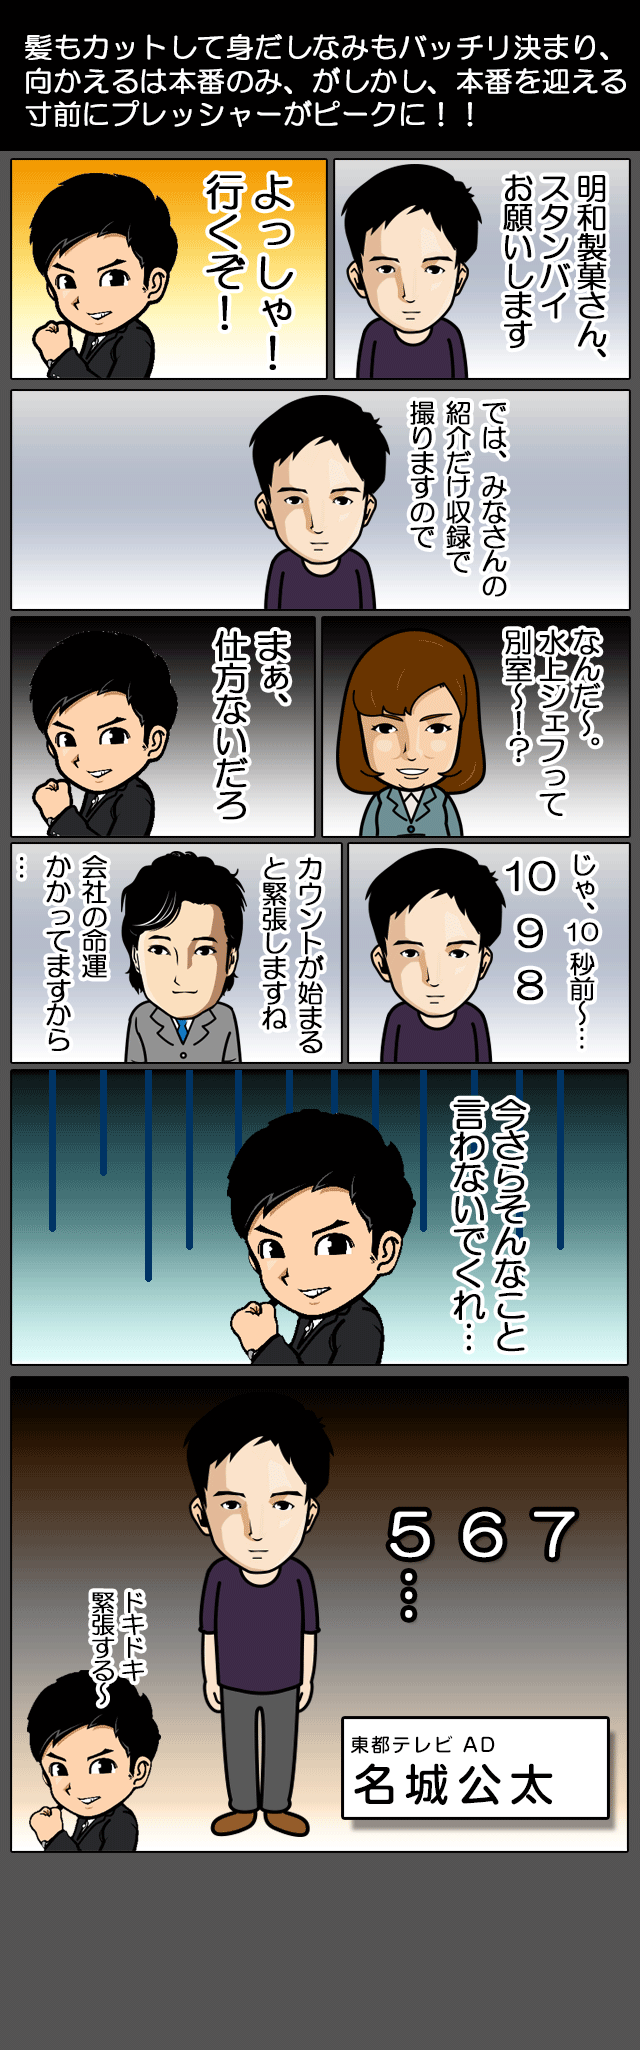 髪もカットして身だしなみもバッチリ決まり、
向かえるは本番のみ、がしかし、本番を迎える
寸前にプレッシャーがピークに！！
明和製菓さん、
スタンバイ
お願いします
よっしゃ！
行くぞ！
では、みなさんの
紹介だけ収録で
撮りますので
なんだ～。
水上シェフって
別室～！？
まぁ、
仕方ないだろ
じゃ、10秒前～…
10
9
8
カウントが始まる
と緊張しますね
会社の命運
かかってますから
…
今さらそんなこと
言わないでくれ…
7
6
5…
ドキドキ
緊張する～
東都テレビ AD
名城公太